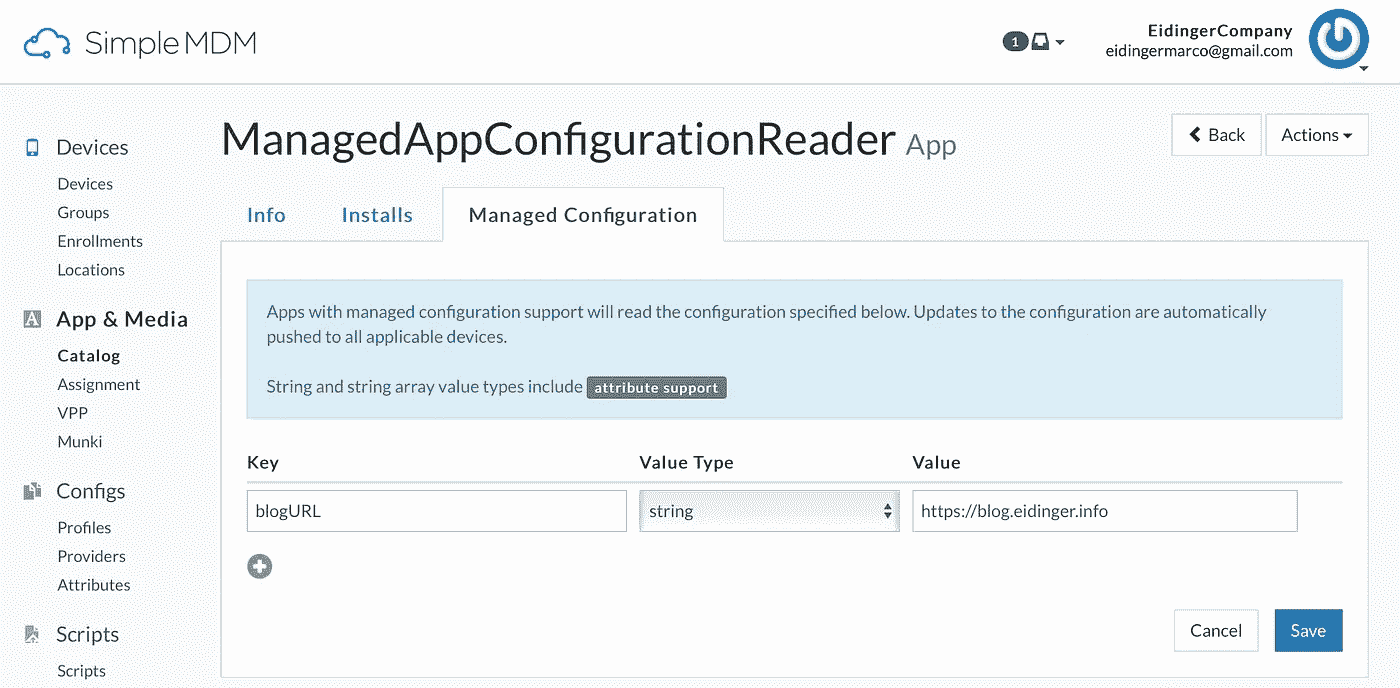 SimpleMDM
1
EidingerCompany
eidingermarco@gmail.com
Devices
Devices
Groups
Enrollments
Locations
App & Media
Catalog
Assignment
VPP
Munki
Configs
Profiles
Providers
Attributes
Scripts
Scripts
ManagedAppConfigurationReader App
Back
Actions
Info
Installs
Managed Configuration
Apps with managed configuration support will read the configuration specified below. Updates to the configuration are automatically
pushed to all applicable devices.
String and string array value types include attribute support
Key
Value Type
Value
blogURL
string
https://blog.eidinger.info
Cancel
Save